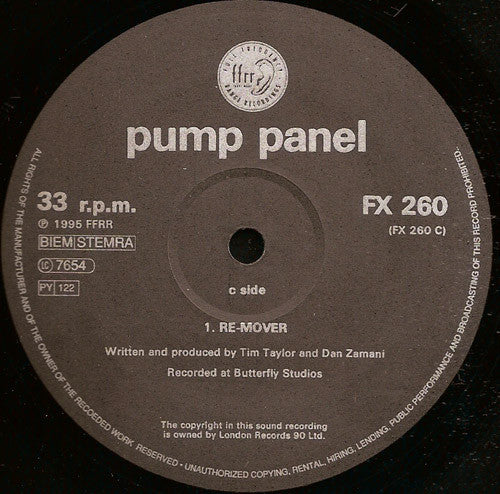 FULL FREQUENCY
ffrr
RANGE RECORDINGS
pump panel
33 r.p.m.
℗ 1995 FFRR
BIEM STEMRA
LC 7654
PY 122
FX 260
(FX 260 C)
c side
1. RE-MOVER
Written and produced by Tim Taylor and Dan Zamani
Recorded at Butterfly Studios
The copyright in this sound recording
is owned by London Records 90 Ltd.
ALL RIGHTS OF THE MANUFACTURER AND OF THE OWNER OF THE RECORDED WORK RESERVED - UNAUTHORIZED COPYING, RENTAL, HIRING, LENDING, PUBLIC PERFORMANCE AND BROADCASTING OF THIS RECORD PROHIBITED.